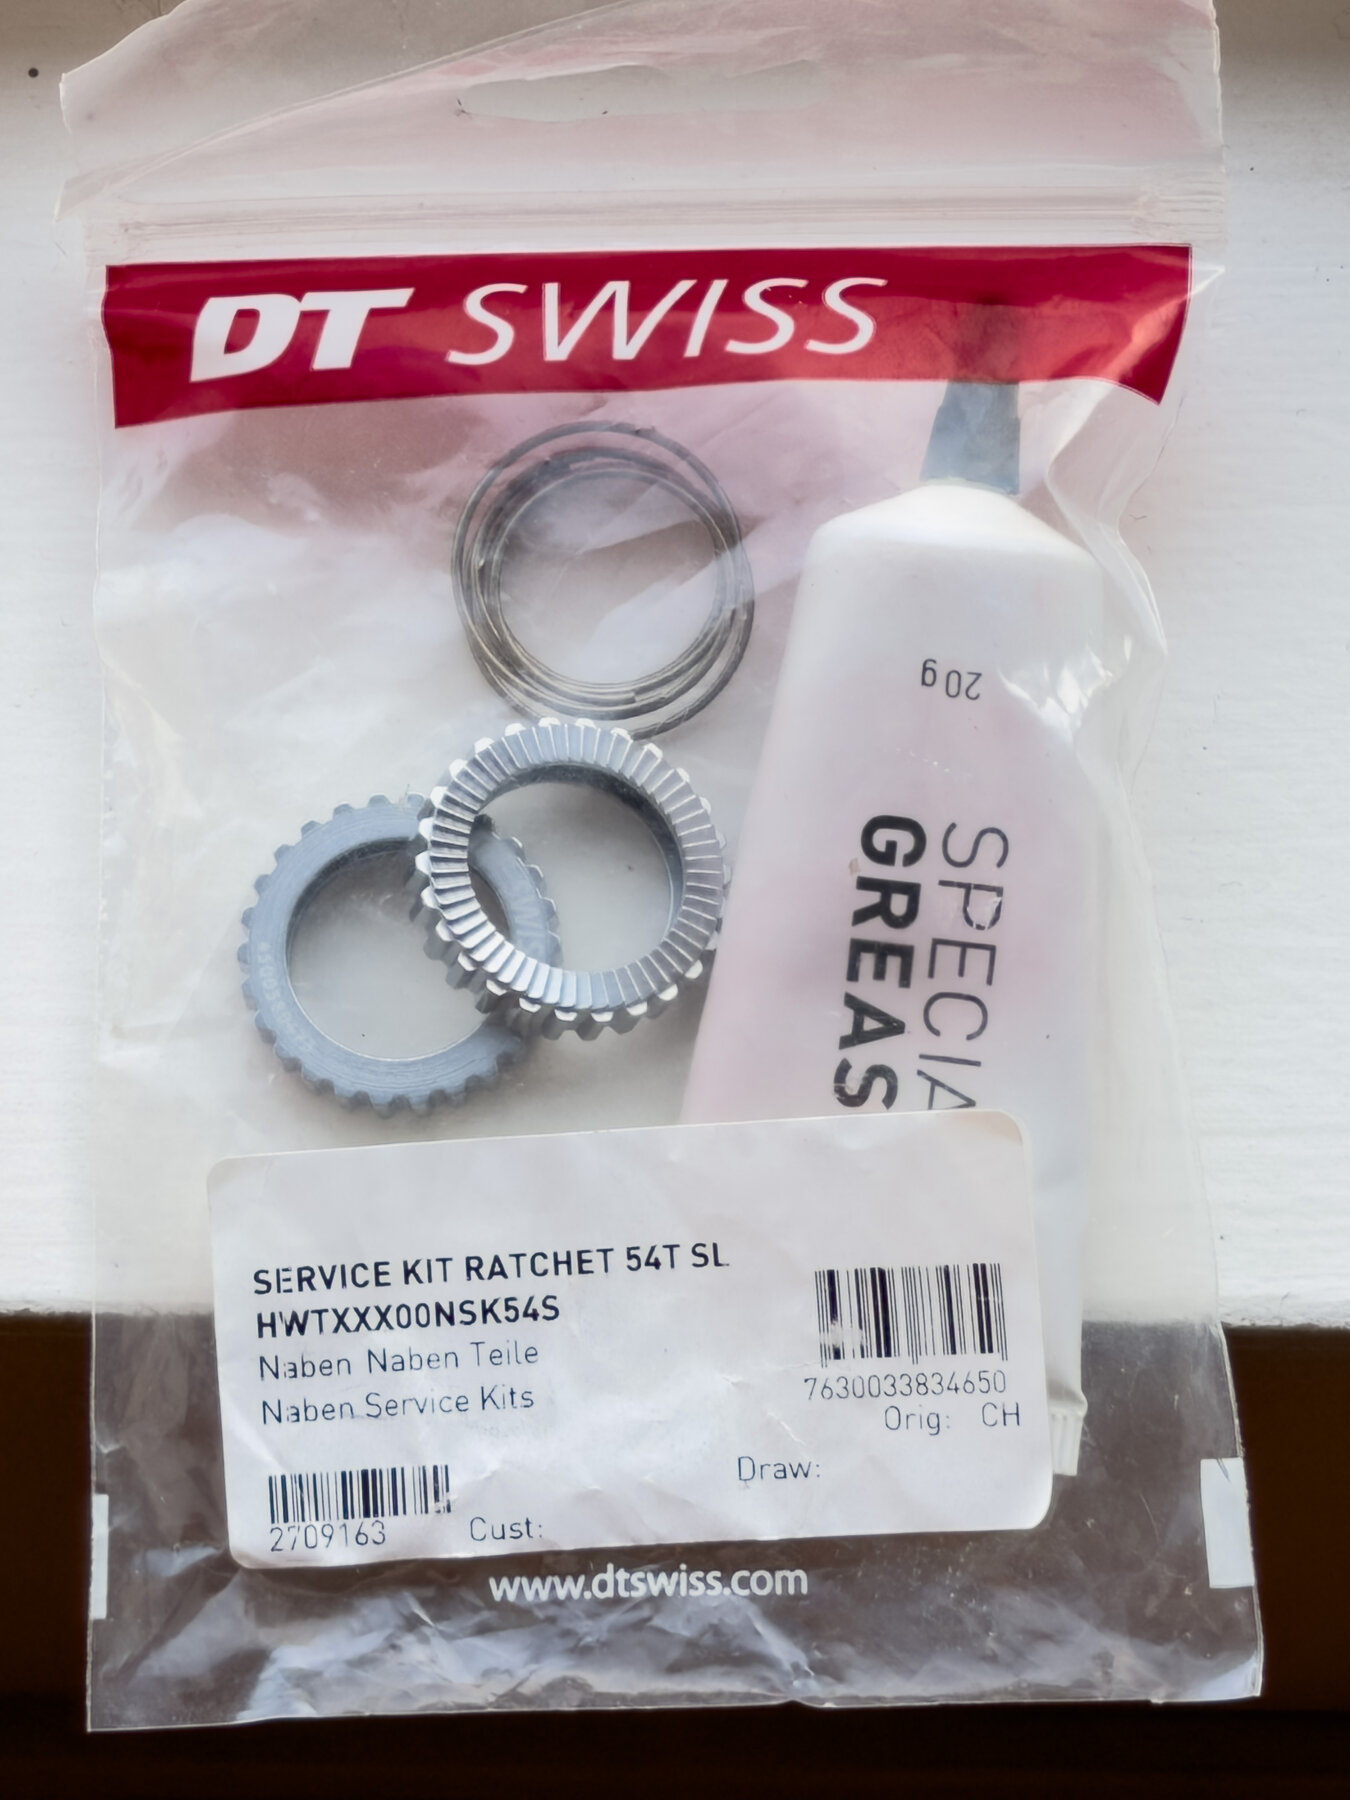 DT SWISS
20g
SPECIA
GREAS
SERVICE KIT RATCHET 54T SL
HWTXXX00NSK54S
Naben Naben Teile
Naben Service Kits
7630033834650
Orig: CH
Draw:
2709163
Cust:
www.dtswiss.com